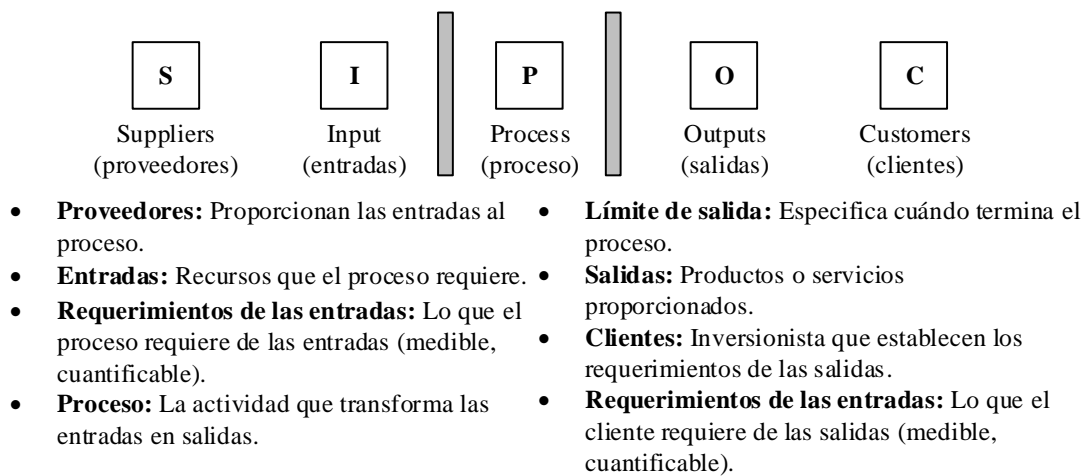 S I P O C
Suppliers Input Process Outputs Customers
(proveedores) (entradas) (proceso) (salidas) (clientes)
• Proveedores: Proporcionan las entradas al
proceso.
• Entradas: Recursos que el proceso requiere.
• Requerimientos de las entradas: Lo que el
proceso requiere de las entradas (medible,
cuantificable).
• Proceso: La actividad que transforma las
entradas en salidas.
• Límite de salida: Especifica cuándo termina el
proceso.
• Salidas: Productos o servicios
proporcionados.
• Clientes: Inversionista que establecen los
requerimientos de las salidas.
• Requerimientos de las entradas: Lo que el
cliente requiere de las salidas (medible,
cuantificable).